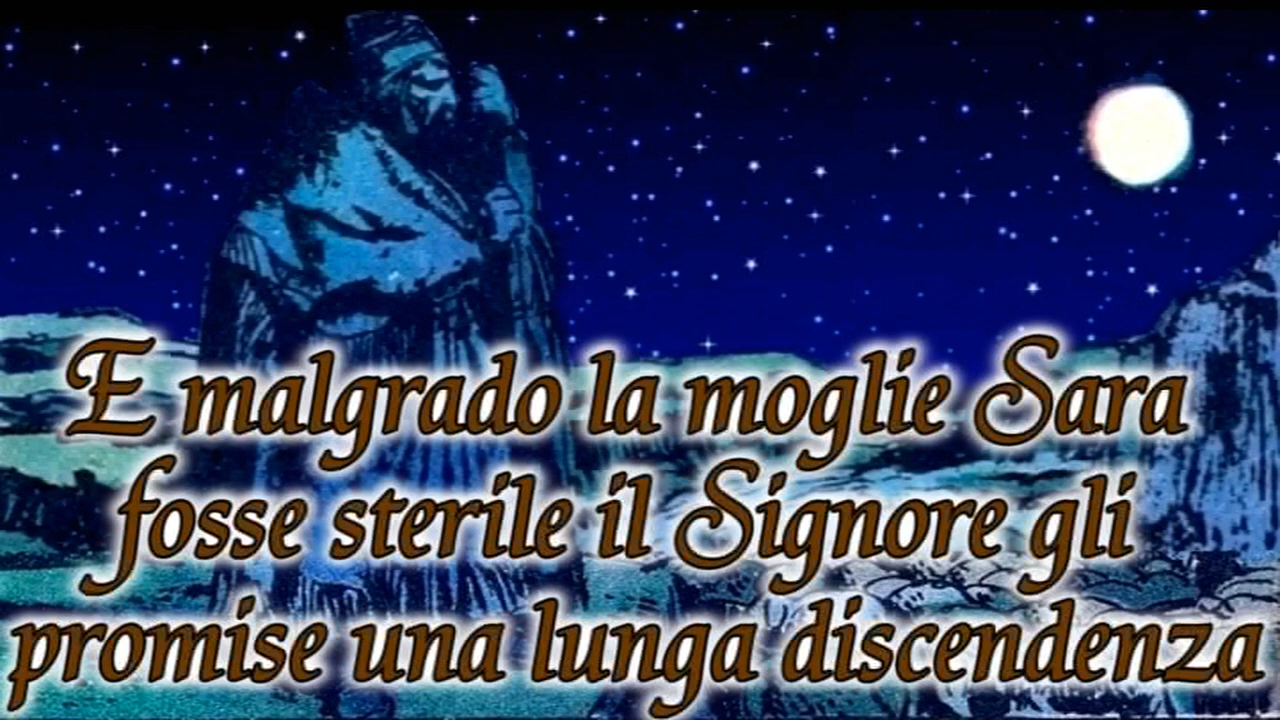 E malgrado la moglie Sara
fosse sterile il Signore gli
promise una lunga discendenza